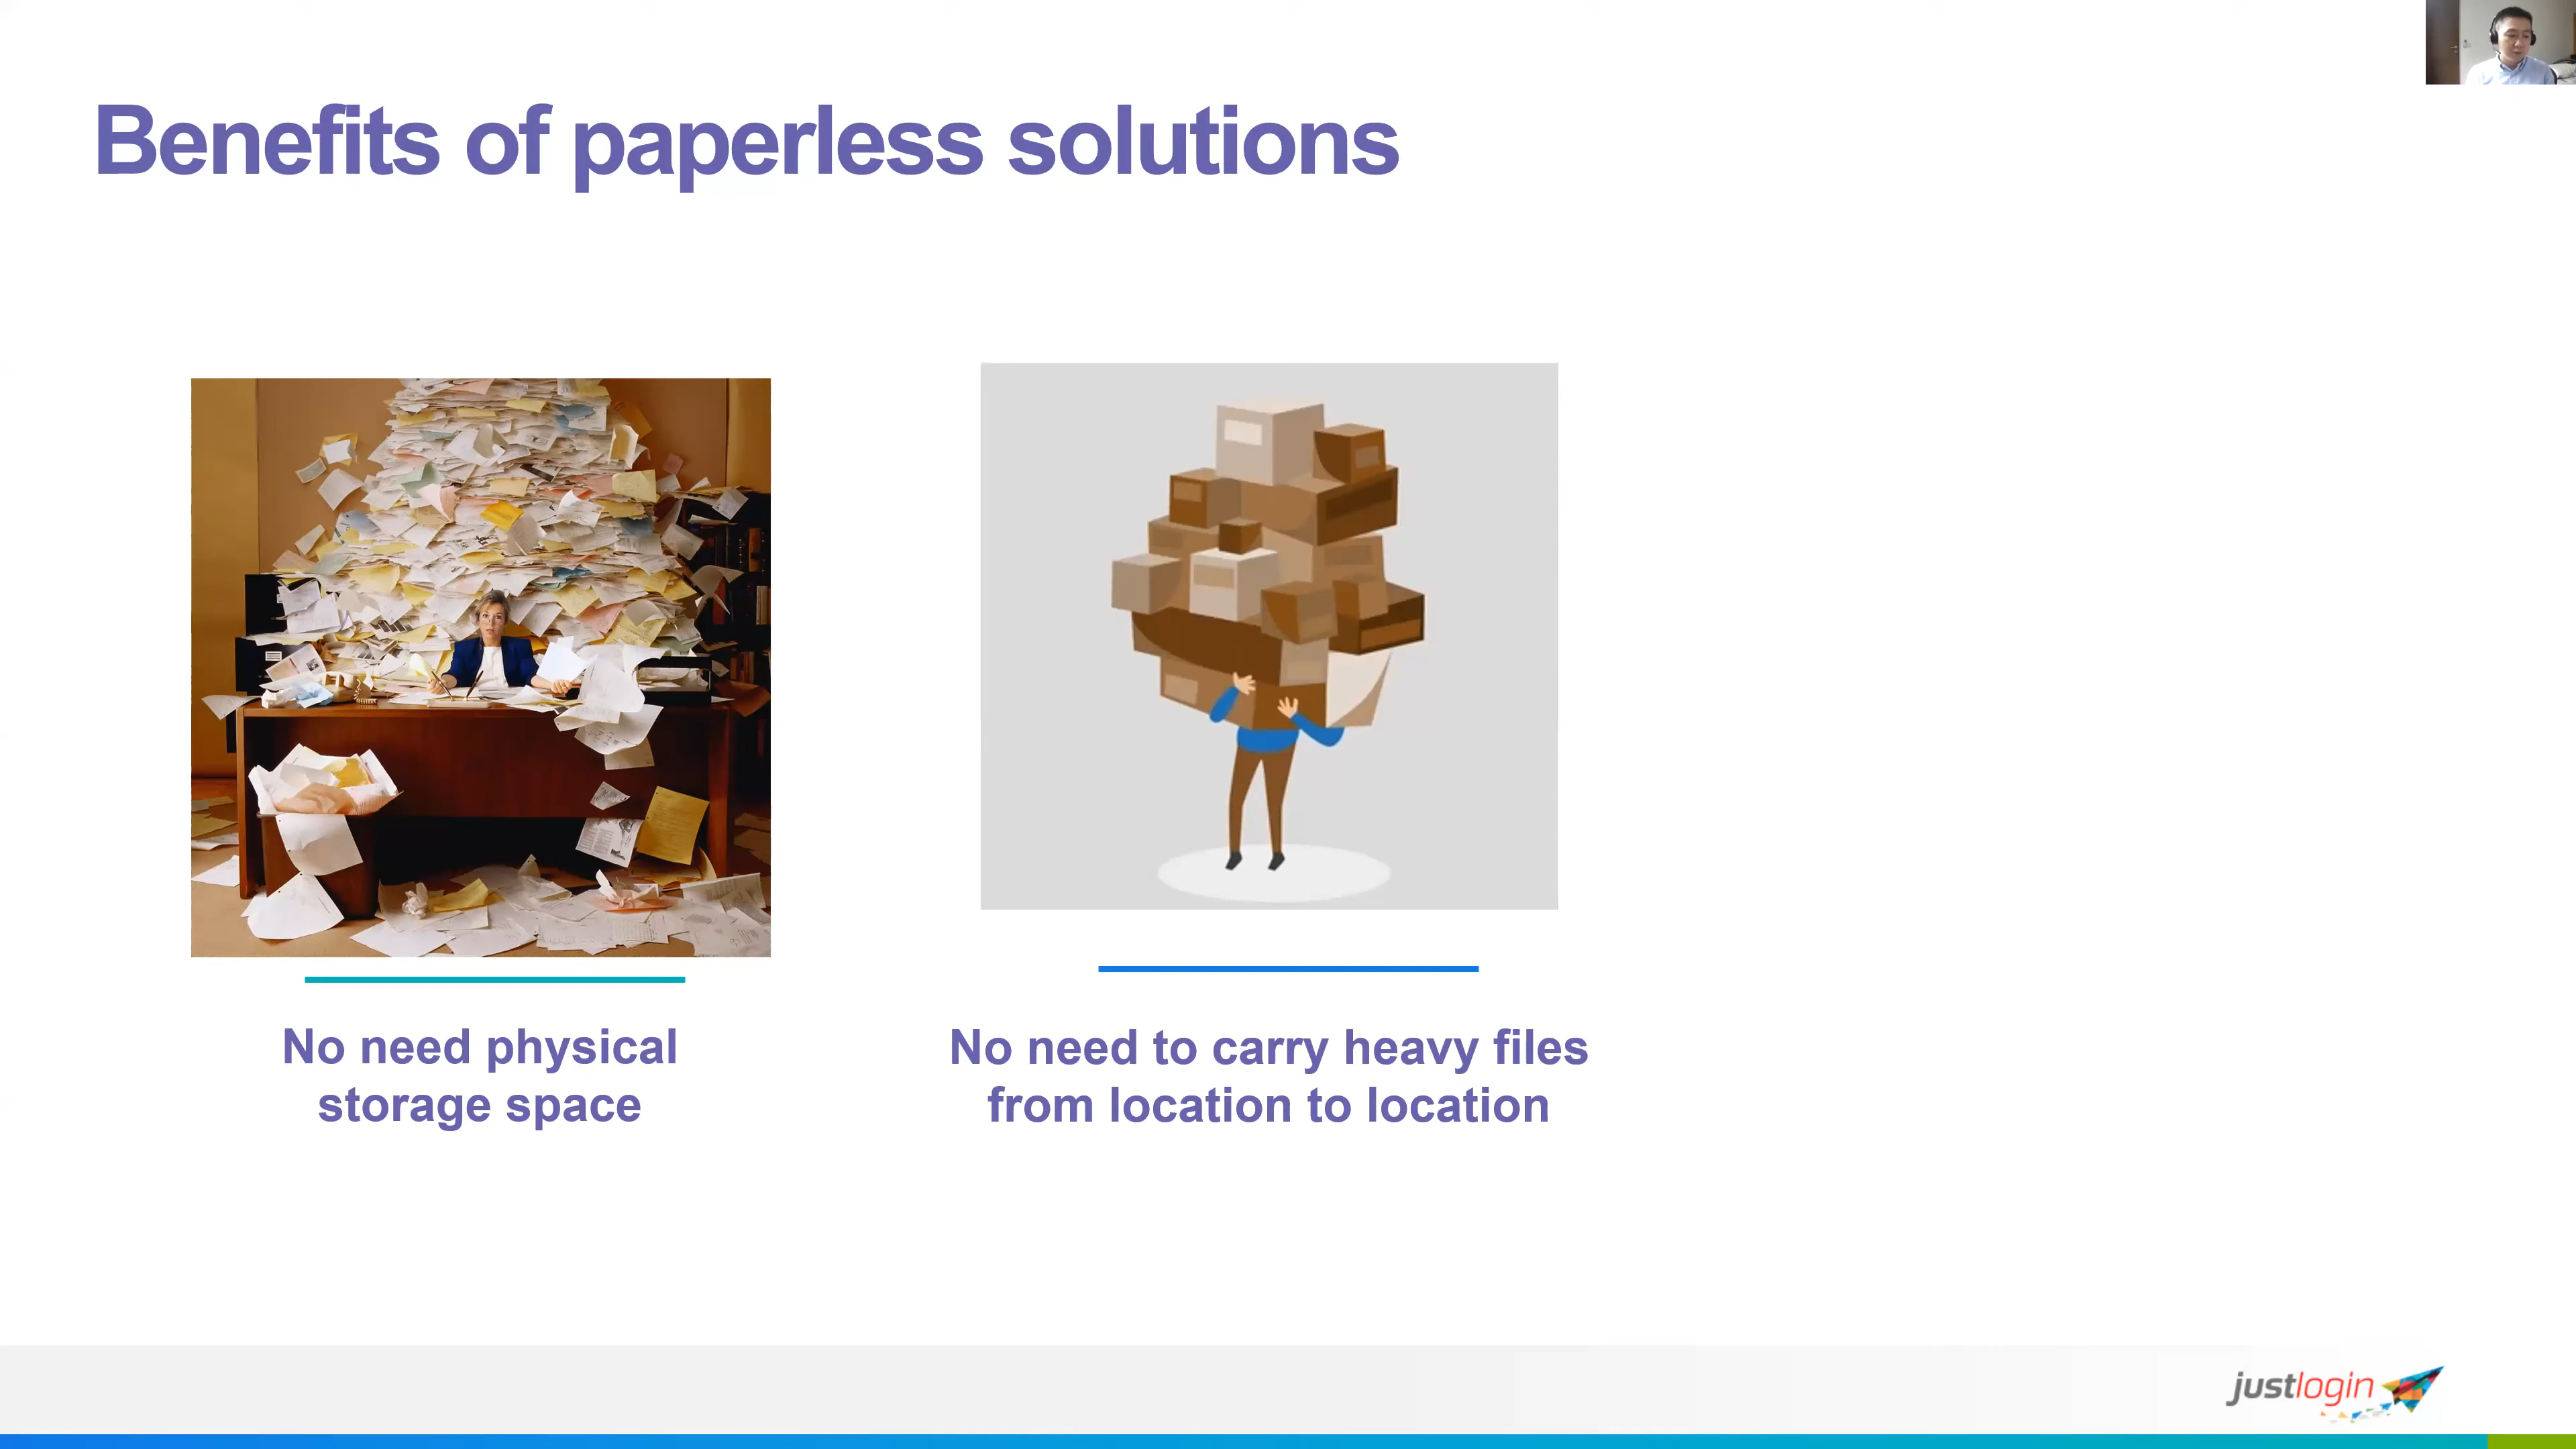 Benefits of paperless solutions
No need physical
storage space
No need to carry heavy files
from location to location
justlogin